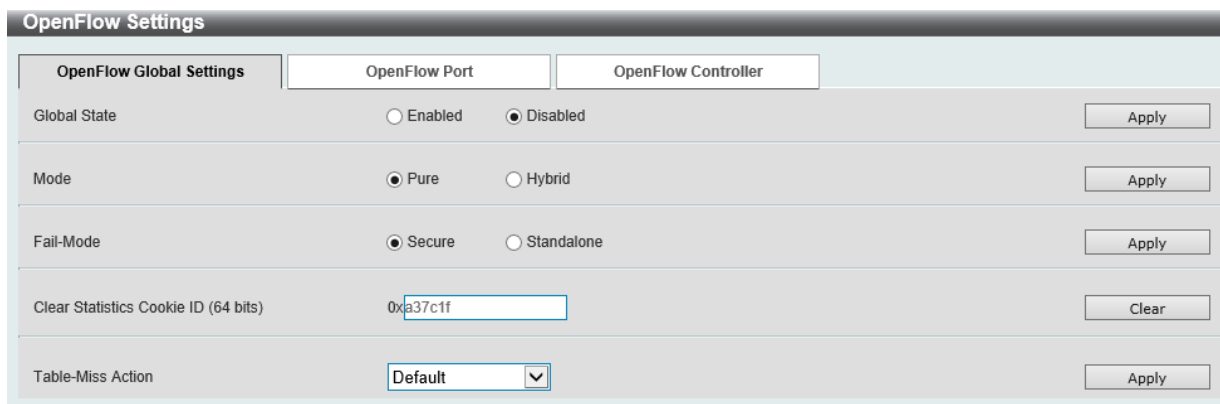 OpenFlow Settings
OpenFlow Global Settings OpenFlow Port OpenFlow Controller
Global State Enabled Disabled Apply
Mode Pure Hybrid Apply
Fail-Mode Secure Standalone Apply
Clear Statistics Cookie ID (64 bits) 0xa37c1f Clear
Table-Miss Action Default Apply